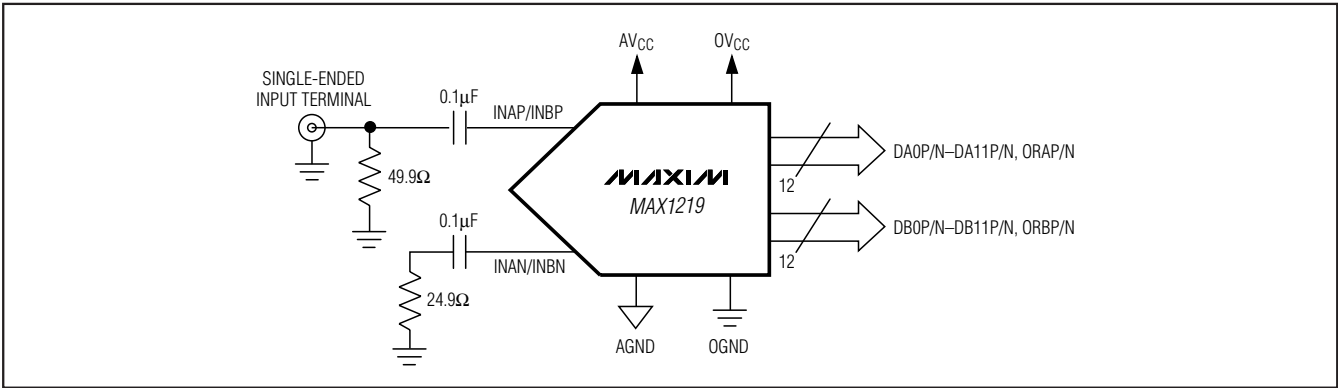 AVCC
OVCC
SINGLE-ENDED
INPUT TERMINAL
0.1μF
INAP/INBP
49.9Ω
MAXIM
MAX1219
12
DA0P/N–DA11P/N, ORAP/N
0.1μF
INAN/INBN
24.9Ω
12
DB0P/N–DB11P/N, ORBP/N
AGND
OGND